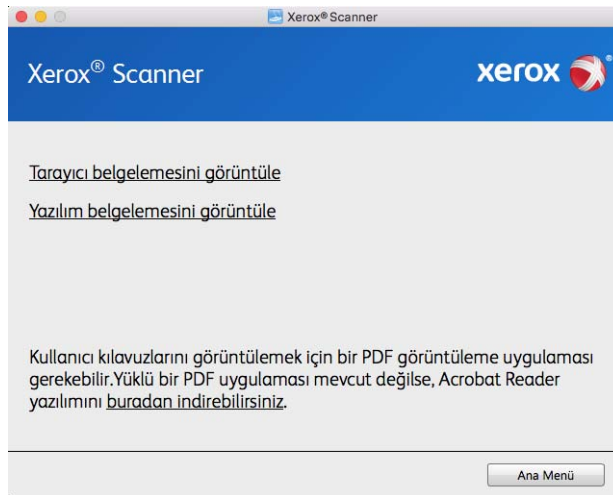 Xerox® Scanner
Xerox® Scanner
xerox ®
Tarayıcı belgelemesini görüntüle
Yazılım belgelemesini görüntüle
Kullanıcı kılavuzlarını görüntülemek için bir PDF görüntüleme uygulaması
gerekebilir.Yüklü bir PDF uygulaması mevcut değilse, Acrobat Reader
yazılımını buradan indirebilirsiniz.
Ana Menü